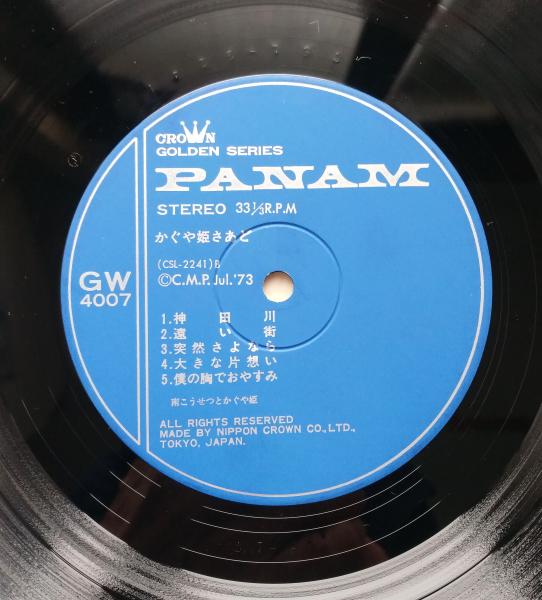 CROWN
GOLDEN SERIES
PANAM
STEREO 33⅓R.P.M
かぐや姫さあど
(CSL-2241)B
GW
4007
©C.M.P. Jul.'73
1.神田川
2.遠い街
3.突然さよなら
4.大きな片想い
5.僕の胸でおやすみ
南こうせつとかぐや姫
ALL RIGHTS RESERVED
MADE BY NIPPON CROWN CO.,LTD.,
TOKYO, JAPAN.